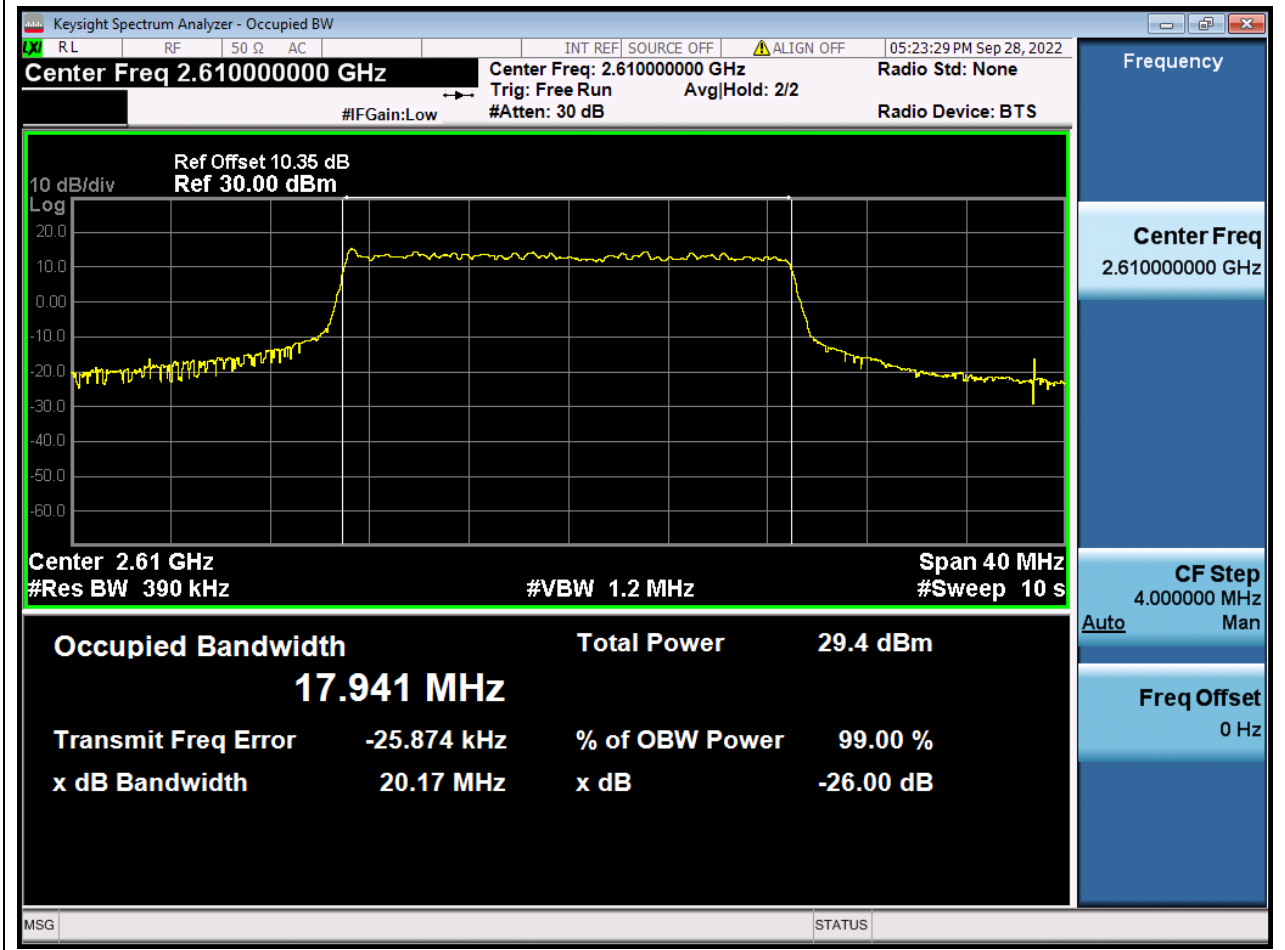 Keysight Spectrum Analyzer - Occupied BW
LXI RL RF 50 Ω AC INT REF SOURCE OFF ALIGN OFF 05:23:29 PM Sep 28, 2022
Center Freq 2.610000000 GHz
Center Freq: 2.610000000 GHz
Radio Std: None
Trig: Free Run Avg|Hold: 2/2
#IFGain:Low
#Atten: 30 dB
Radio Device: BTS
Ref Offset 10.35 dB
10 dB/div Ref 30.00 dBm
Log
20.0
10.0
0.00
-10.0
-20.0
-30.0
-40.0
-50.0
-60.0
Center 2.61 GHz Span 40 MHz
#Res BW 390 kHz #VBW 1.2 MHz #Sweep 10 s
Occupied Bandwidth Total Power 29.4 dBm
17.941 MHz
Transmit Freq Error -25.874 kHz % of OBW Power 99.00 %
x dB Bandwidth 20.17 MHz x dB -26.00 dB
Frequency
Center Freq
2.610000000 GHz
CF Step
4.000000 MHz
Auto Man
Freq Offset
0 Hz
MSG STATUS